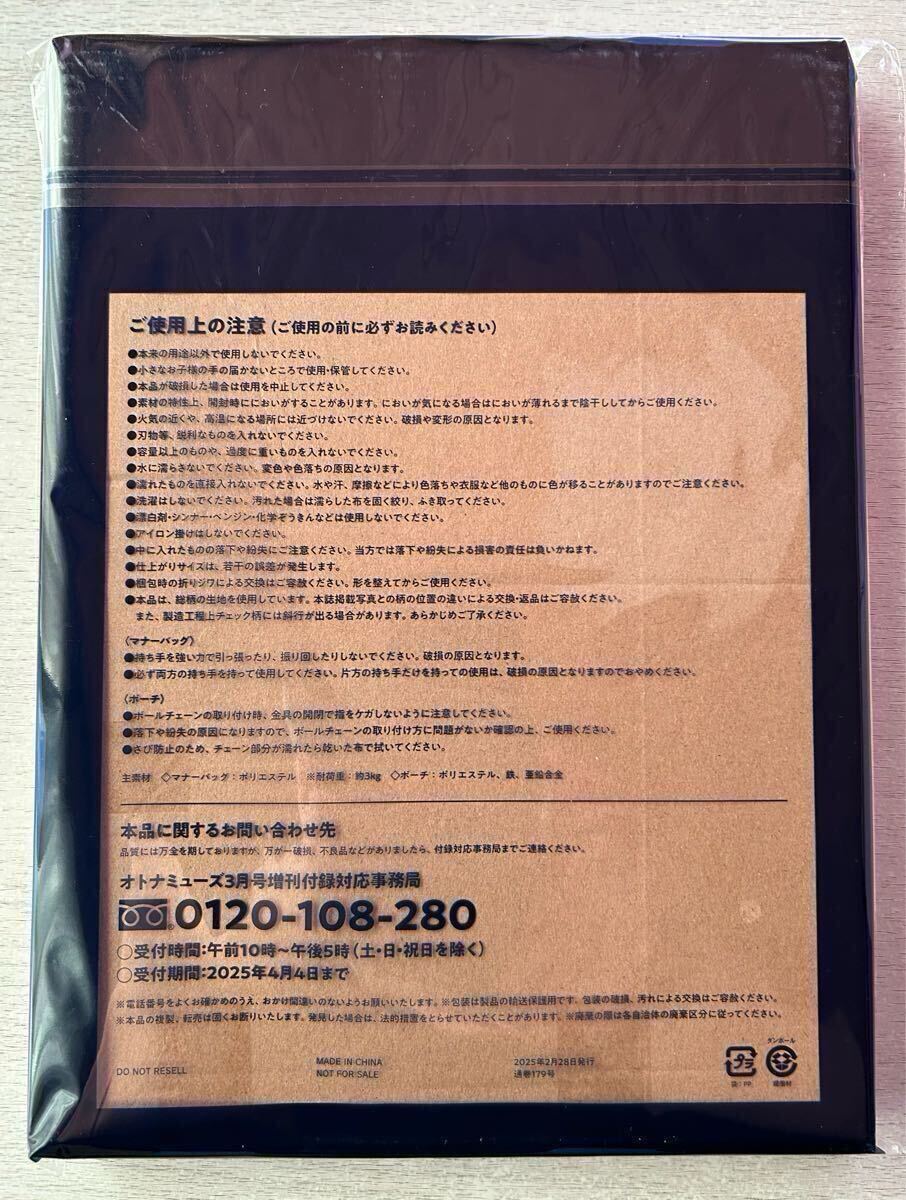 ご使用上の注意(ご使用の前に必ずお読みください)
●本来の用途以外で使用しないでください。
●小さなお子様の手の届かないところで使用・保管してください。
●本品が破損した場合は使用を中止してください。
●素材の特性上、開封時ににおいがすることがあります。においが気になる場合はにおいが薄れるまで陰干ししてからご使用ください。
●火気の近くや、高温になる場所には近づけないでください。破損や変形の原因となります。
●刃物等、鋭利なものを入れないでください。
●容量以上のものや、過度に重いものを入れないでください。
●水に濡らさないでください。変色や色落ちの原因となります。
●濡れたものを直接入れないでください。水や汗、摩擦などにより色落ちや衣服など他のものに色が移ることがありますのでご注意ください。
●洗濯はしないでください。汚れた場合は濡らした布を固く絞り、ふき取ってください。
●漂白剤・シンナー・ベンジン・化学ぞうきんなどは使用しないでください。
●アイロン掛けはしないでください。
●中に入れたものの落下や紛失にご注意ください。当方では落下や紛失による損害の責任は負いかねます。
●仕上がりサイズは、若干の誤差が発生します。
●梱包時の折りジワによる交換はご容赦ください。形を整えてからご使用ください。
●本品は、総柄の生地を使用しています。本誌掲載写真との柄の位置の違いによる交換・返品はご容赦ください。
また、製造工程上チェック柄には斜行が出る場合があります。あらかじめご了承ください。
〈マナーバッグ〉
●持ち手を強い力で引っ張ったり、振り回したりしないでください。破損の原因となります。
●必ず両方の持ち手を持って使用してください。片方の持ち手だけを持っての使用は、破損の原因となりますのでおやめください。
〈ポーチ〉
●ボールチェーンの取り付け時、金具の開閉で指をケガしないように注意してください。
●落下や紛失の原因になりますので、ボールチェーンの取り付け方に問題がないか確認の上、ご使用ください。
●さび防止のため、チェーン部分が濡れたら乾いた布で拭いてください。
主素材 ◇マナーバッグ:ポリエステル ※耐荷重:約3kg ◇ポーチ:ポリエステル、鉄、亜鉛合金
本品に関するお問い合わせ先
品質には万全を期しておりますが、万が一破損、不良品などがありましたら、付録対応事務局までご連絡ください。
オトナミューズ3月号増刊付録対応事務局
0120-108-280
○受付時間:午前10時～午後5時(土・日・祝日を除く)
○受付期間:2025年4月4日まで
※電話番号をよくお確かめのうえ、おかけ間違いのないようお願いいたします。※包装は製品の輸送保護用です。包装の破損、汚れによる交換はご容赦ください。
※本品の複製、転売は固くお断りいたします。発見した場合は、法的措置をとらせていただくことがあります。※廃棄の際は各自治体の廃棄区分に従ってください。
DO NOT RESELL
MADE IN CHINA
NOT FOR SALE
2025年2月28日発行
通巻179号
プラ
袋:PP
ダンボール
緩衝材